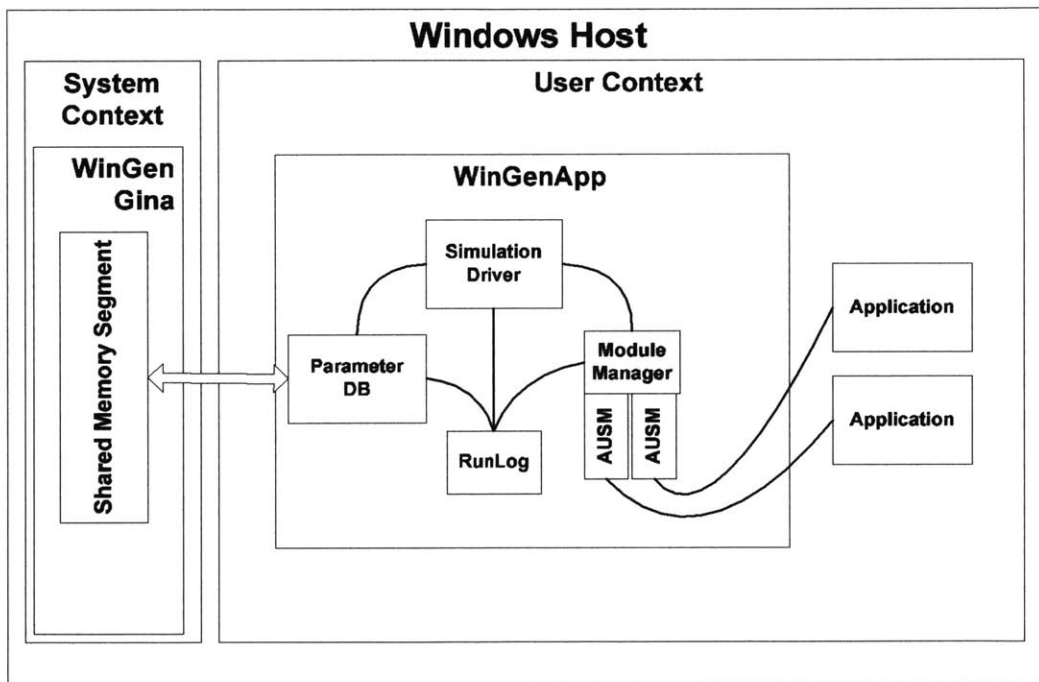 Windows Host
System
Context
User Context
WinGen
Gina
Shared Memory Segment
WinGenApp
Simulation
Driver
Parameter
DB
Module
Manager
AUSM
AUSM
RunLog
Application
Application